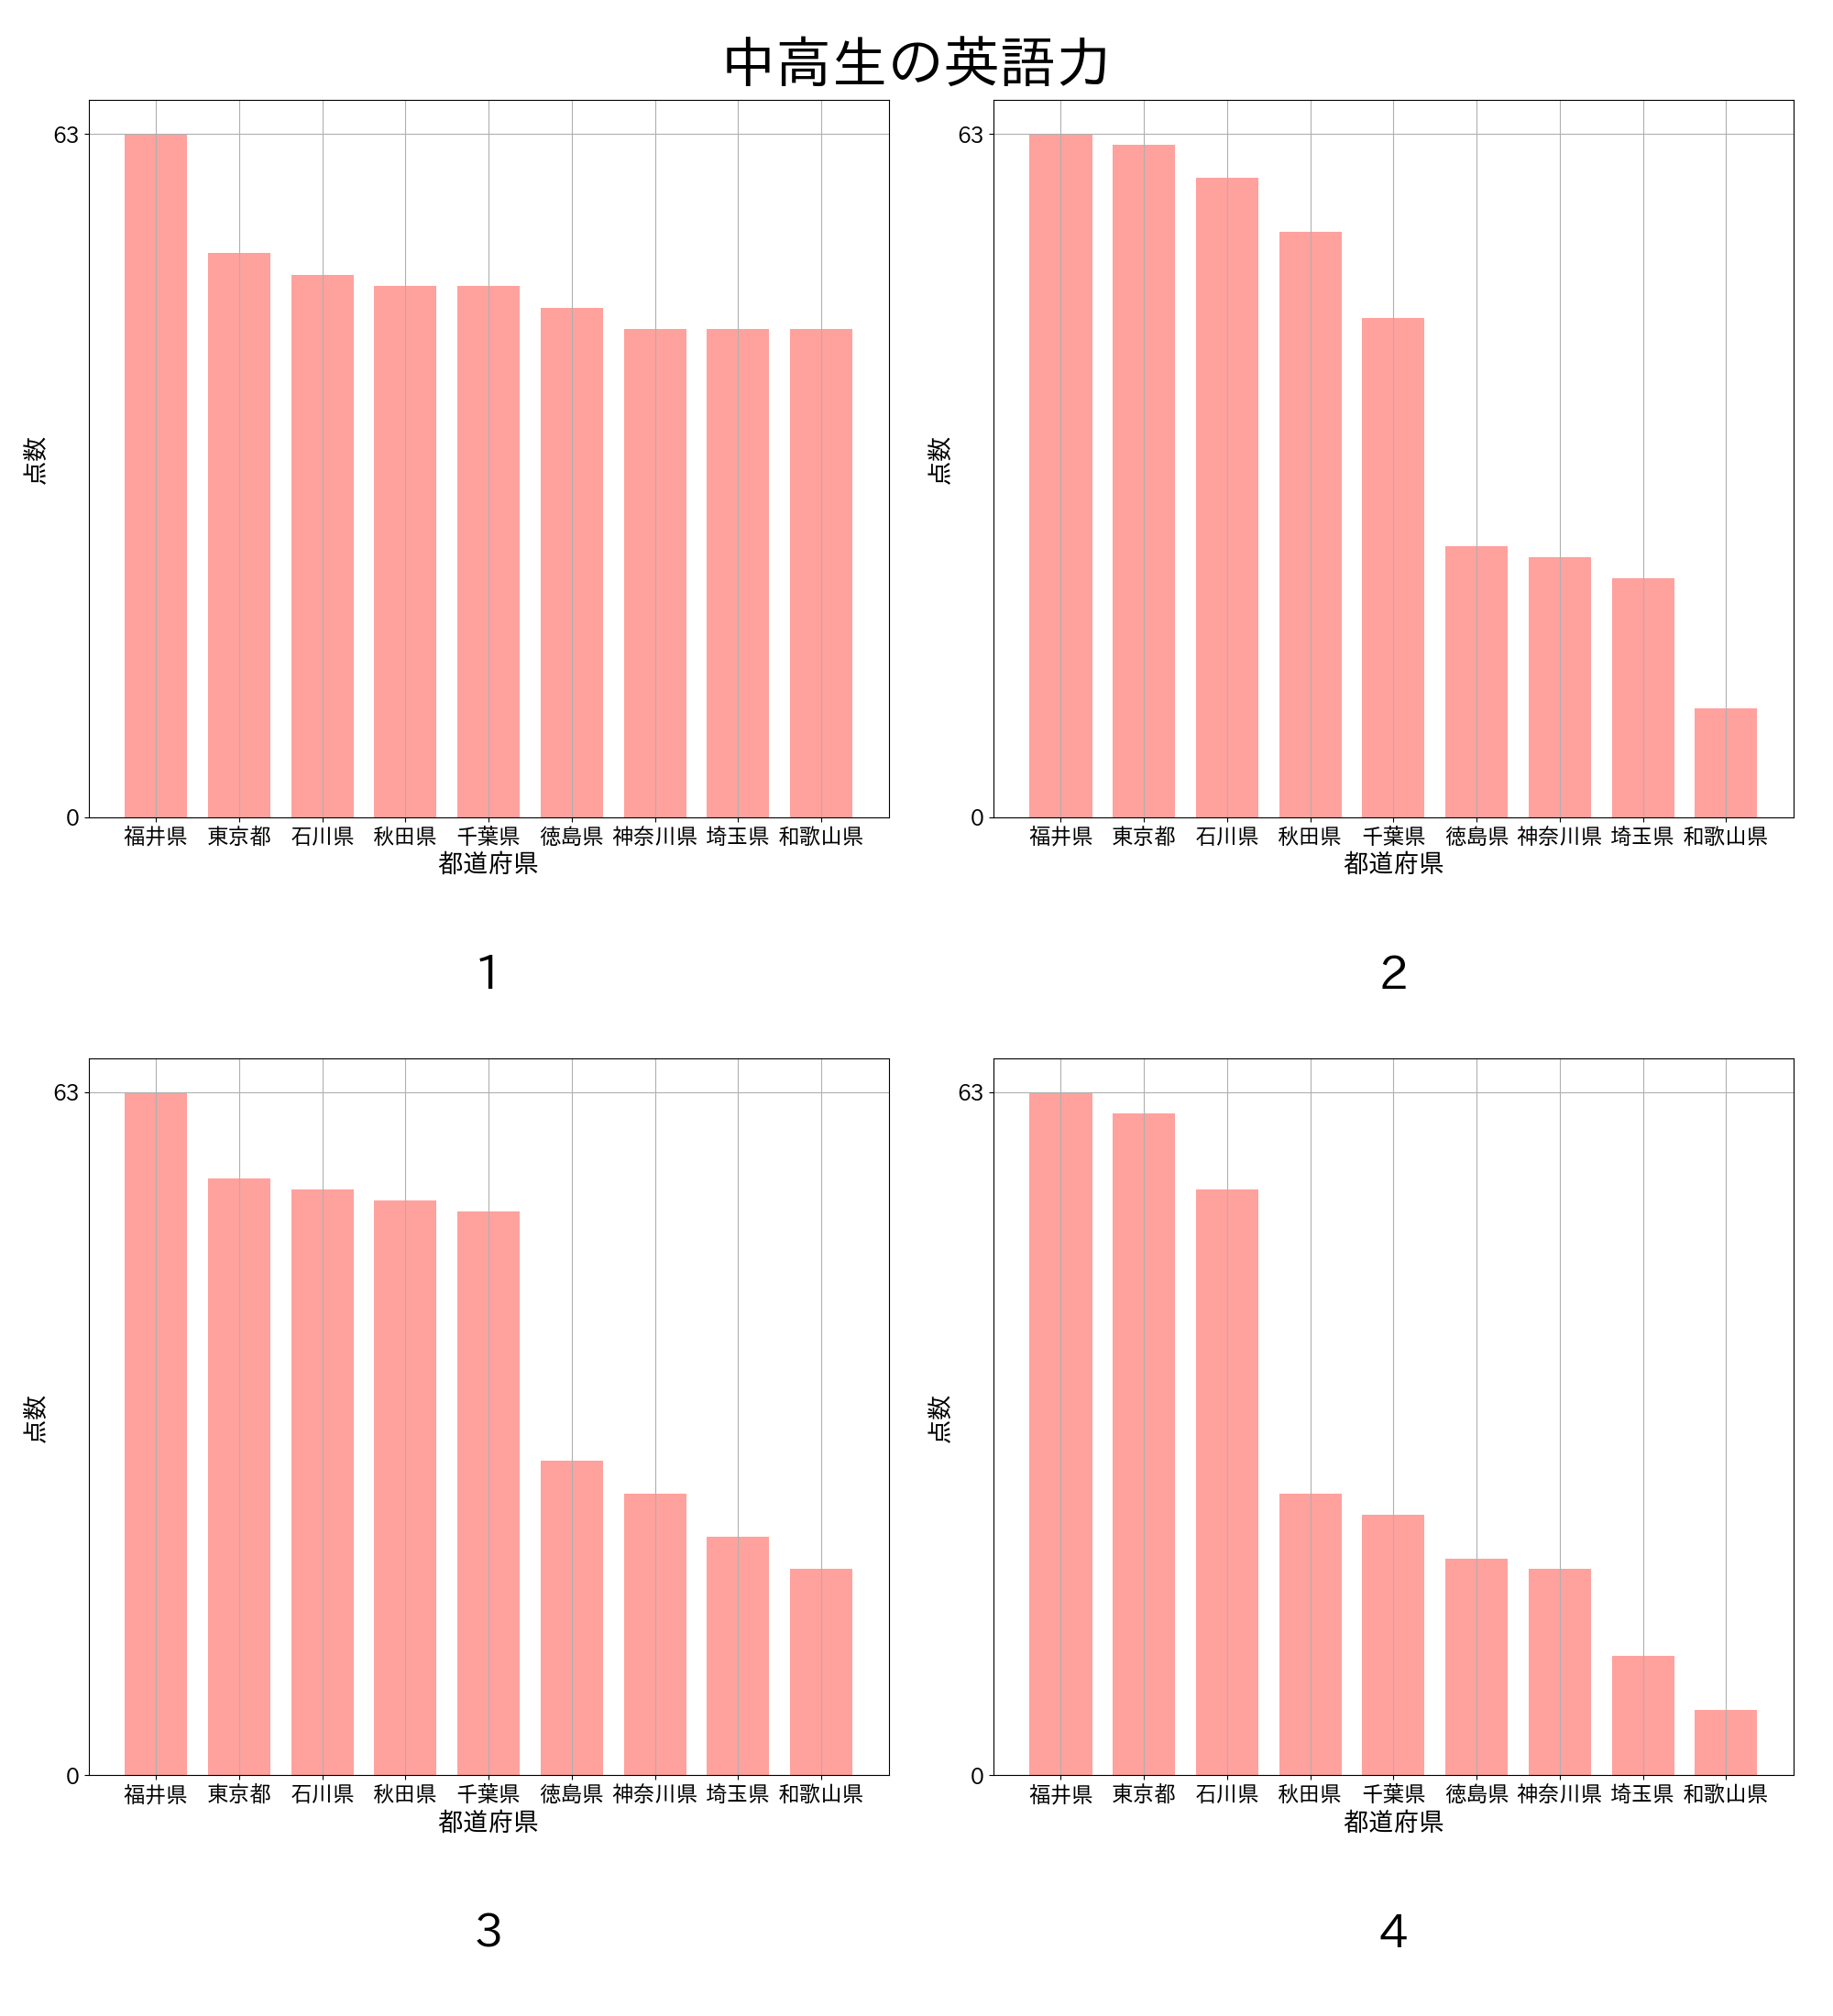 中高生の英語力
63
0
点数
福井県 東京都 石川県 秋田県 千葉県 徳島県 神奈川県 埼玉県 和歌山県
都道府県
1
63
0
点数
福井県 東京都 石川県 秋田県 千葉県 徳島県 神奈川県 埼玉県 和歌山県
都道府県
2
63
0
点数
福井県 東京都 石川県 秋田県 千葉県 徳島県 神奈川県 埼玉県 和歌山県
都道府県
3
63
0
点数
福井県 東京都 石川県 秋田県 千葉県 徳島県 神奈川県 埼玉県 和歌山県
都道府県
4